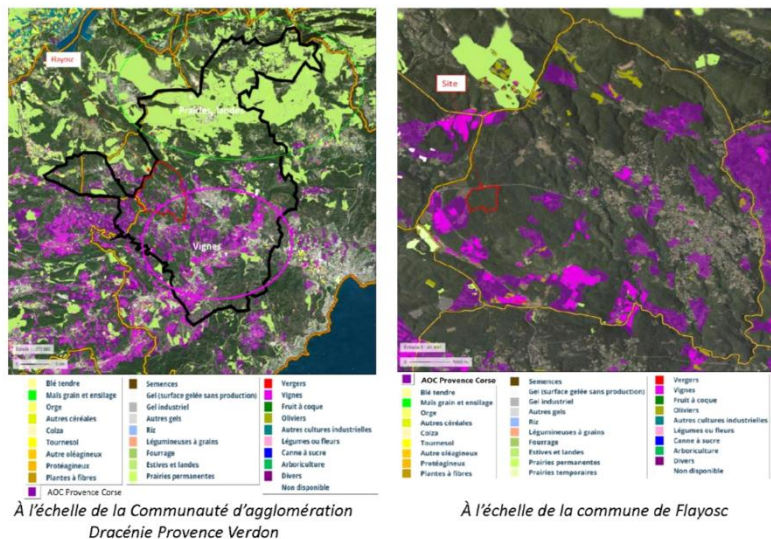 Prairies, landes
Vignes
Site
Blé tendre
Maïs grain et ensilage
Orge
Autres céréales
Colza
Tournesol
Autre oléagineux
Protéagineux
Plantes à fibres
AOC Provence Corse
Semences
Gel (surface gelée sans production)
Gel industriel
Autres gels
Riz
Légumineuses à grains
Fourrage
Estives et landes
Prairies permanentes
Vergers
Vignes
Fruit à coque
Oliviers
Autres cultures industrielles
Légumes ou fleurs
Canne à sucre
Arboriculture
Divers
Non disponible
À l'échelle de la Communauté d'agglomération
Dracénie Provence Verdon
AOC Provence Corse
Blé tendre
Maïs grain et ensilage
Orge
Autres céréales
Colza
Tournesol
Autre oléagineux
Protéagineux
Plantes à fibres
Semences
Gel (surface gelée sans production)
Gel industriel
Autres gels
Riz
Légumineuses à grains
Fourrage
Estives et landes
Prairies permanentes
Prairies temporaires
Vergers
Vignes
Fruit à coque
Oliviers
Autres cultures industrielles
Légumes ou fleurs
Canne à sucre
Arboriculture
Divers
Non disponible
À l'échelle de la commune de Flayosc